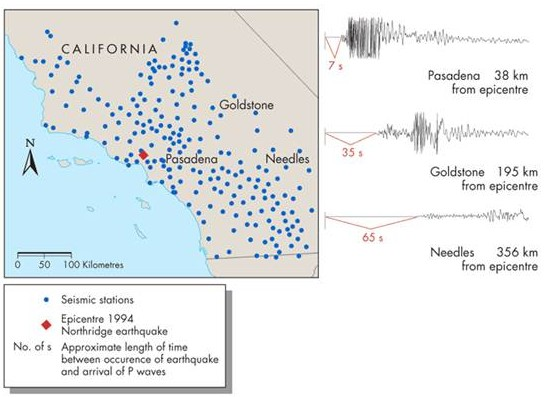 CALIFORNIA
Goldstone
N
Pasadena
Needles
0 50 100 Kilometres
7 s
Pasadena 38 km
from epicentre
35 s
Goldstone 195 km
from epicentre
65 s
Needles 356 km
from epicentre
Seismic stations
Epicentre 1994
Northridge earthquake
No. of s Approximate length of time
between occurence of earthquake
and arrival of P waves